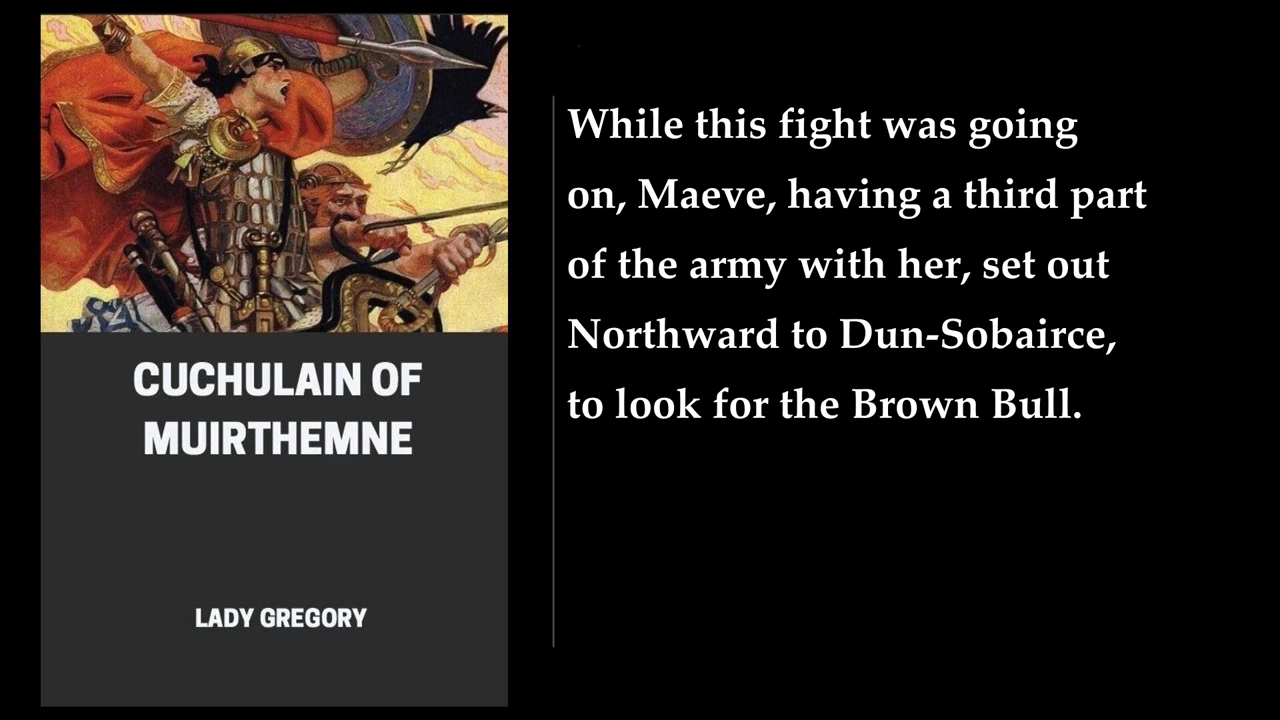 CUCHULAIN OF
MUIRTHEMNE
LADY GREGORY
While this fight was going
on, Maeve, having a third part
of the army with her, set out
Northward to Dun-Sobairce,
to look for the Brown Bull.